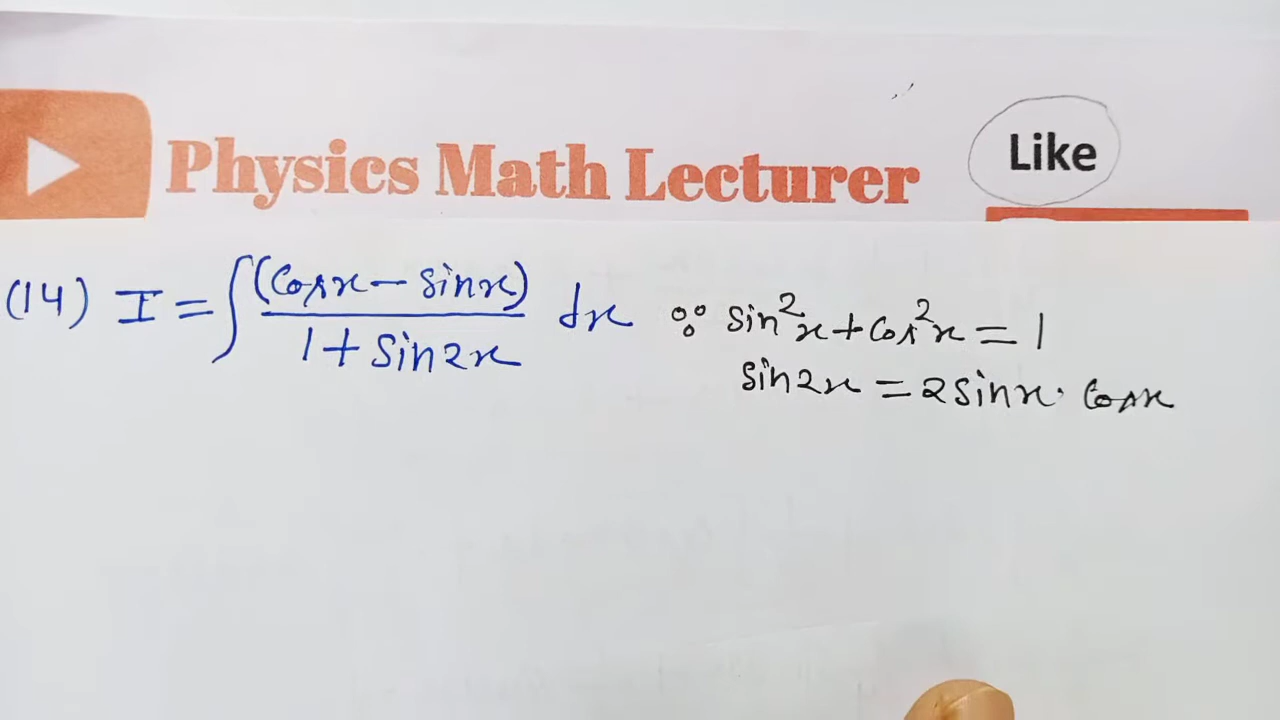 Physics Math Lecturer
Like
(14) I = ∫ (cosx - sinx) / (1 + sin2x) dx ∵ sin²x + cos²x = 1
sin2x = 2sinx · cosx